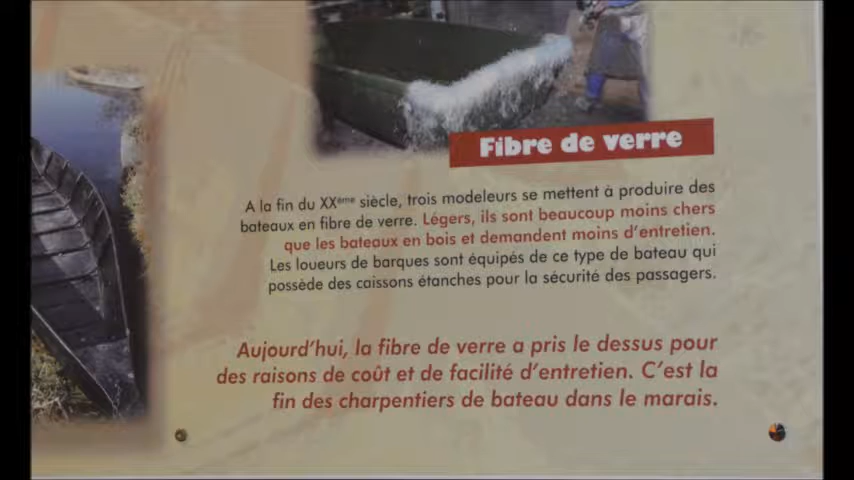 Fibre de verre
A la fin du XXème siècle, trois modeleurs se mettent à produire des
bateaux en fibre de verre. Légers, ils sont beaucoup moins chers
que les bateaux en bois et demandent moins d'entretien.
Les loueurs de barques sont équipés de ce type de bateau qui
possède des caissons étanches pour la sécurité des passagers.
Aujourd'hui, la fibre de verre a pris le dessus pour
des raisons de coût et de facilité d'entretien. C'est la
fin des charpentiers de bateau dans le marais.